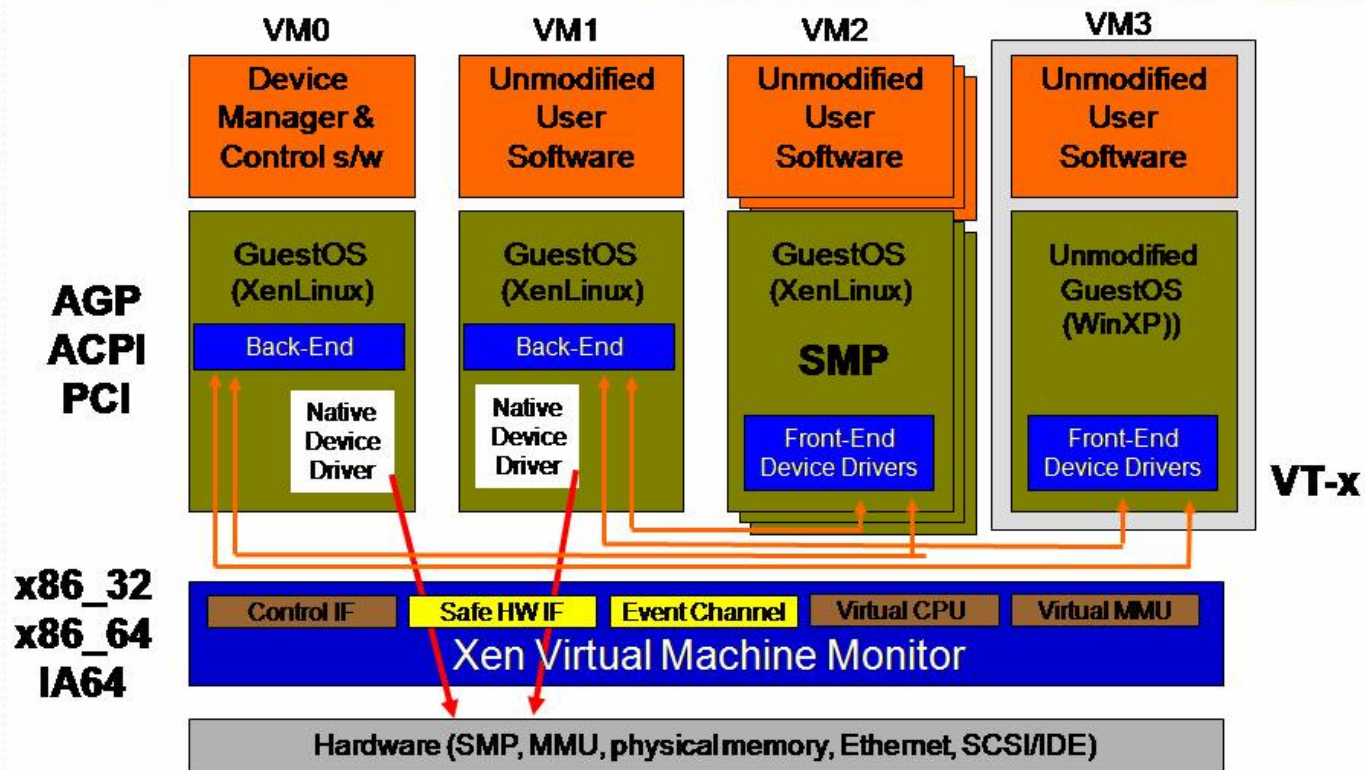 VM0
VM1
VM2
VM3
Device
Manager &
Control s/w
Unmodified
User
Software
Unmodified
User
Software
Unmodified
User
Software
GuestOS
(XenLinux)
Back-End
Native
Device
Driver
GuestOS
(XenLinux)
Back-End
Native
Device
Driver
GuestOS
(XenLinux)
SMP
Front-End
Device Drivers
Unmodified
GuestOS
(WinXP))
Front-End
Device Drivers
AGP
ACPI
PCI
VT-x
x86_32
x86_64
IA64
Control IF
Safe HW IF
Event Channel
Virtual CPU
Virtual MMU
Xen Virtual Machine Monitor
Hardware (SMP, MMU, physical memory, Ethernet, SCSI/IDE)